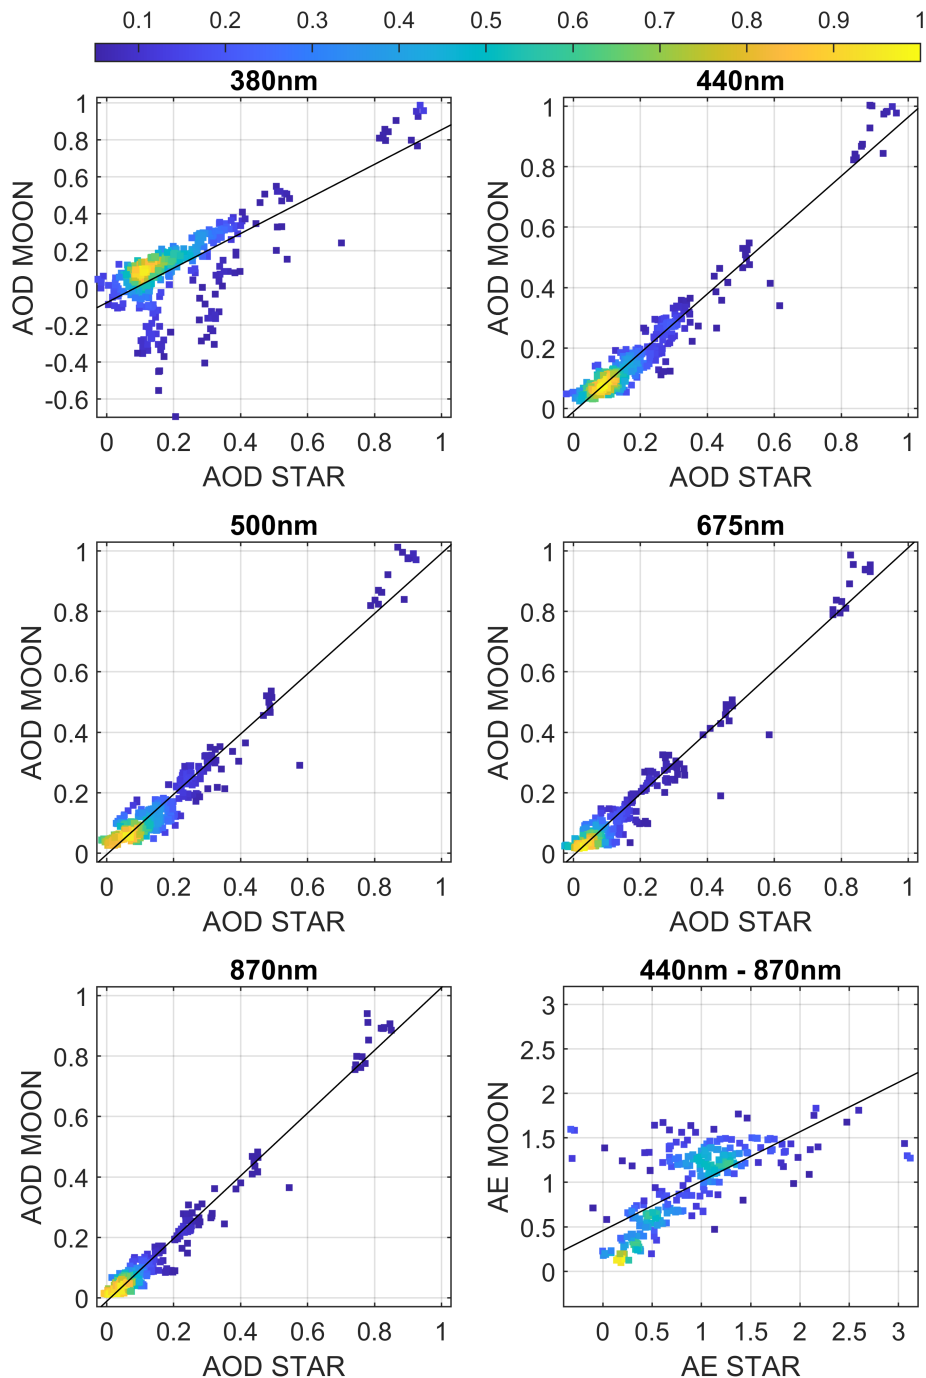 0.1 0.2 0.3 0.4 0.5 0.6 0.7 0.8 0.9 1
380nm
1
0.8
0.6
0.4
0.2
0
-0.2
-0.4
-0.6
AOD MOON
0 0.2 0.4 0.6 0.8 1
AOD STAR
440nm
1
0.8
0.6
0.4
0.2
0
AOD MOON
0 0.2 0.4 0.6 0.8 1
AOD STAR
500nm
1
0.8
0.6
0.4
0.2
0
AOD MOON
0 0.2 0.4 0.6 0.8 1
AOD STAR
675nm
1
0.8
0.6
0.4
0.2
0
AOD MOON
0 0.2 0.4 0.6 0.8 1
AOD STAR
870nm
1
0.8
0.6
0.4
0.2
0
AOD MOON
0 0.2 0.4 0.6 0.8 1
AOD STAR
440nm - 870nm
3
2.5
2
1.5
1
0.5
0
AE MOON
0 0.5 1 1.5 2 2.5 3
AE STAR